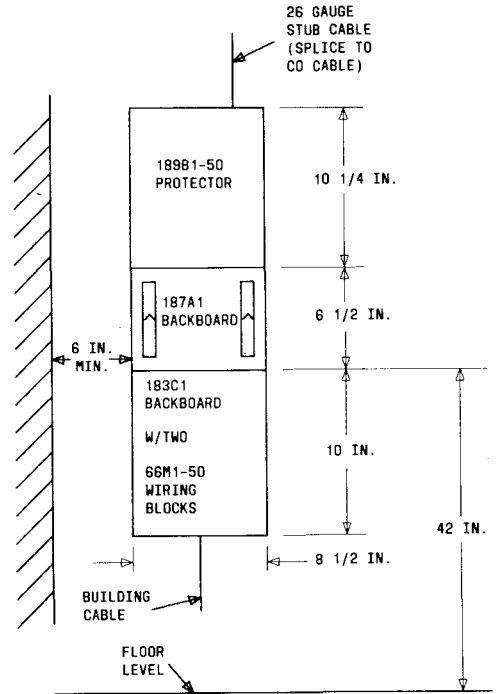 26 GAUGE
STUB CABLE
(SPLICE TO
CO CABLE)
189B1-50
PROTECTOR
10 1/4 IN.
187A1
BACKBOARD
6 1/2 IN.
6 IN.
MIN.
183C1
BACKBOARD
W/TWO
66M1-50
WIRING
BLOCKS
10 IN.
42 IN.
8 1/2 IN.
BUILDING
CABLE
FLOOR
LEVEL